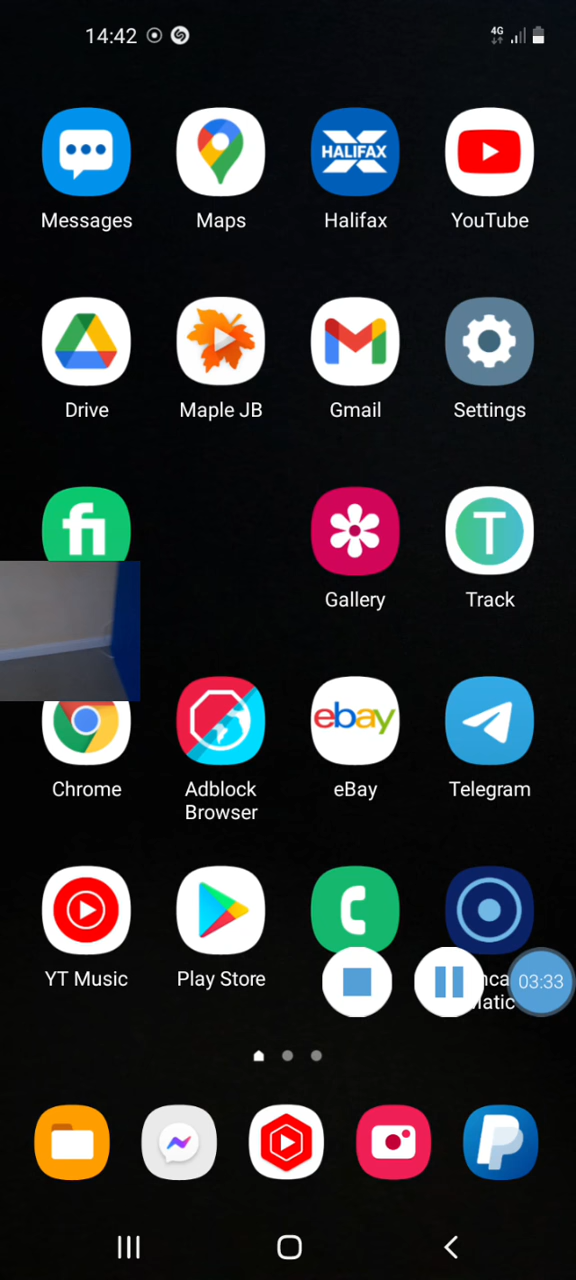 14:42
4G
HALIFAX
Messages
Maps
Halifax
YouTube
Drive
Maple JB
Gmail
Settings
fi
T
Gallery
Track
ebay
Chrome
Adblock
Browser
eBay
Telegram
YT Music
Play Store
03:33